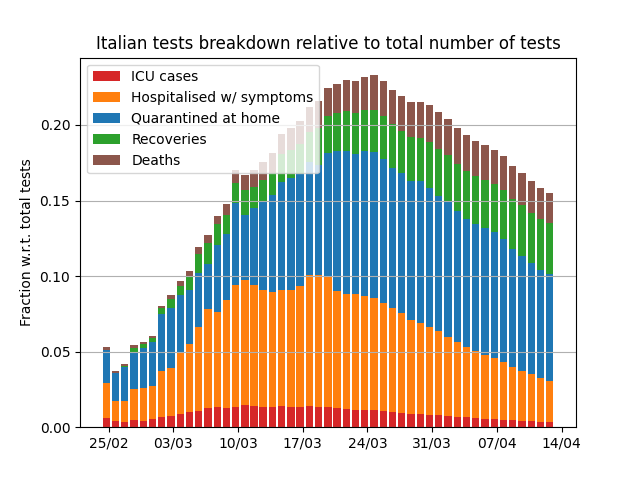 Italian tests breakdown relative to total number of tests
ICU cases
Hospitalised w/ symptoms
Quarantined at home
Recoveries
Deaths
Fraction w.r.t. total tests
0.20
0.15
0.10
0.05
0.00
25/02 03/03 10/03 17/03 24/03 31/03 07/04 14/04